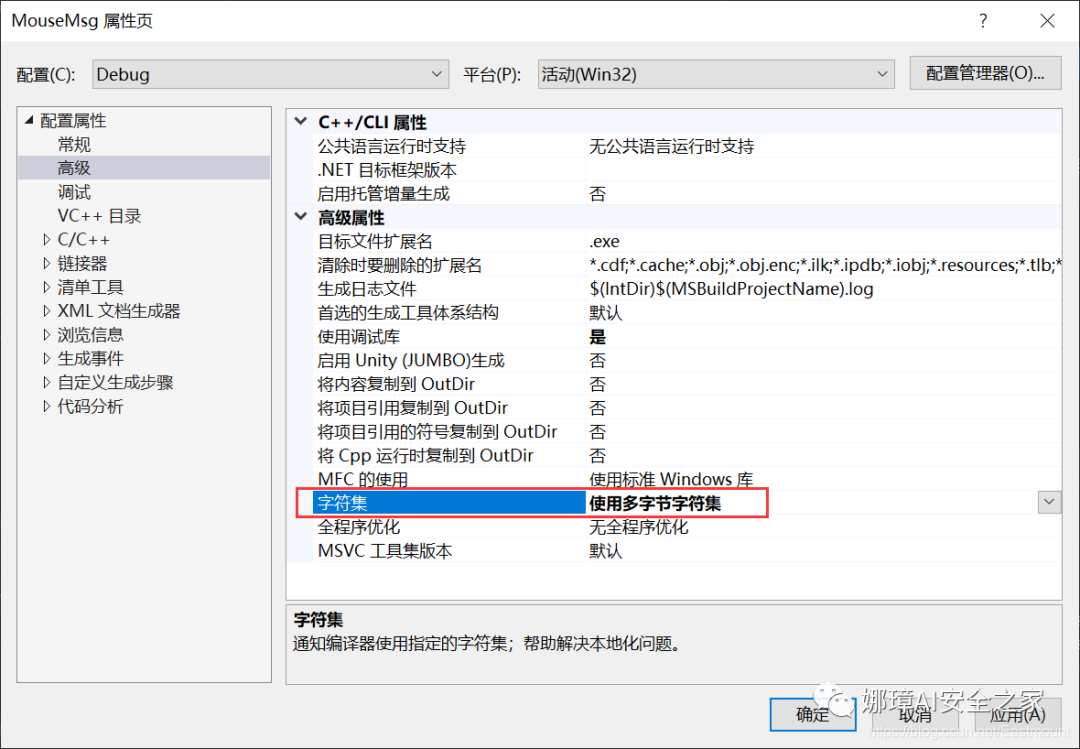 MouseMsg 属性页
配置(C): Debug 平台(P): 活动(Win32) 配置管理器(O)...
配置属性
常规
高级
调试
VC++ 目录
C/C++
链接器
清单工具
XML 文档生成器
浏览信息
生成事件
自定义生成步骤
代码分析
C++/CLI 属性
公共语言运行时支持 无公共语言运行时支持
.NET 目标框架版本
启用托管增量生成 否
高级属性
目标文件扩展名 .exe
清除时要删除的扩展名 *.cdf;*.cache;*.obj;*.obj.enc;*.ilk;*.ipdb;*.iobj;*.resources;*.tlb;*
生成日志文件 $(IntDir)$(MSBuildProjectName).log
首选的生成工具体系结构 默认
使用调试库 是
启用 Unity (JUMBO)生成 否
将内容复制到 OutDir 否
将项目引用复制到 OutDir 否
将项目引用的符号复制到 OutDir 否
将 Cpp 运行时复制到 OutDir 否
MFC 的使用 使用标准 Windows 库
字符集 使用多字节字符集
全程序优化 无全程序优化
MSVC 工具集版本 默认
字符集
通知编译器使用指定的字符集；帮助解决本地化问题。
娜璋AI安全之家
确定 取消 应用(A)
https://blog.csdn.net/Eastmount